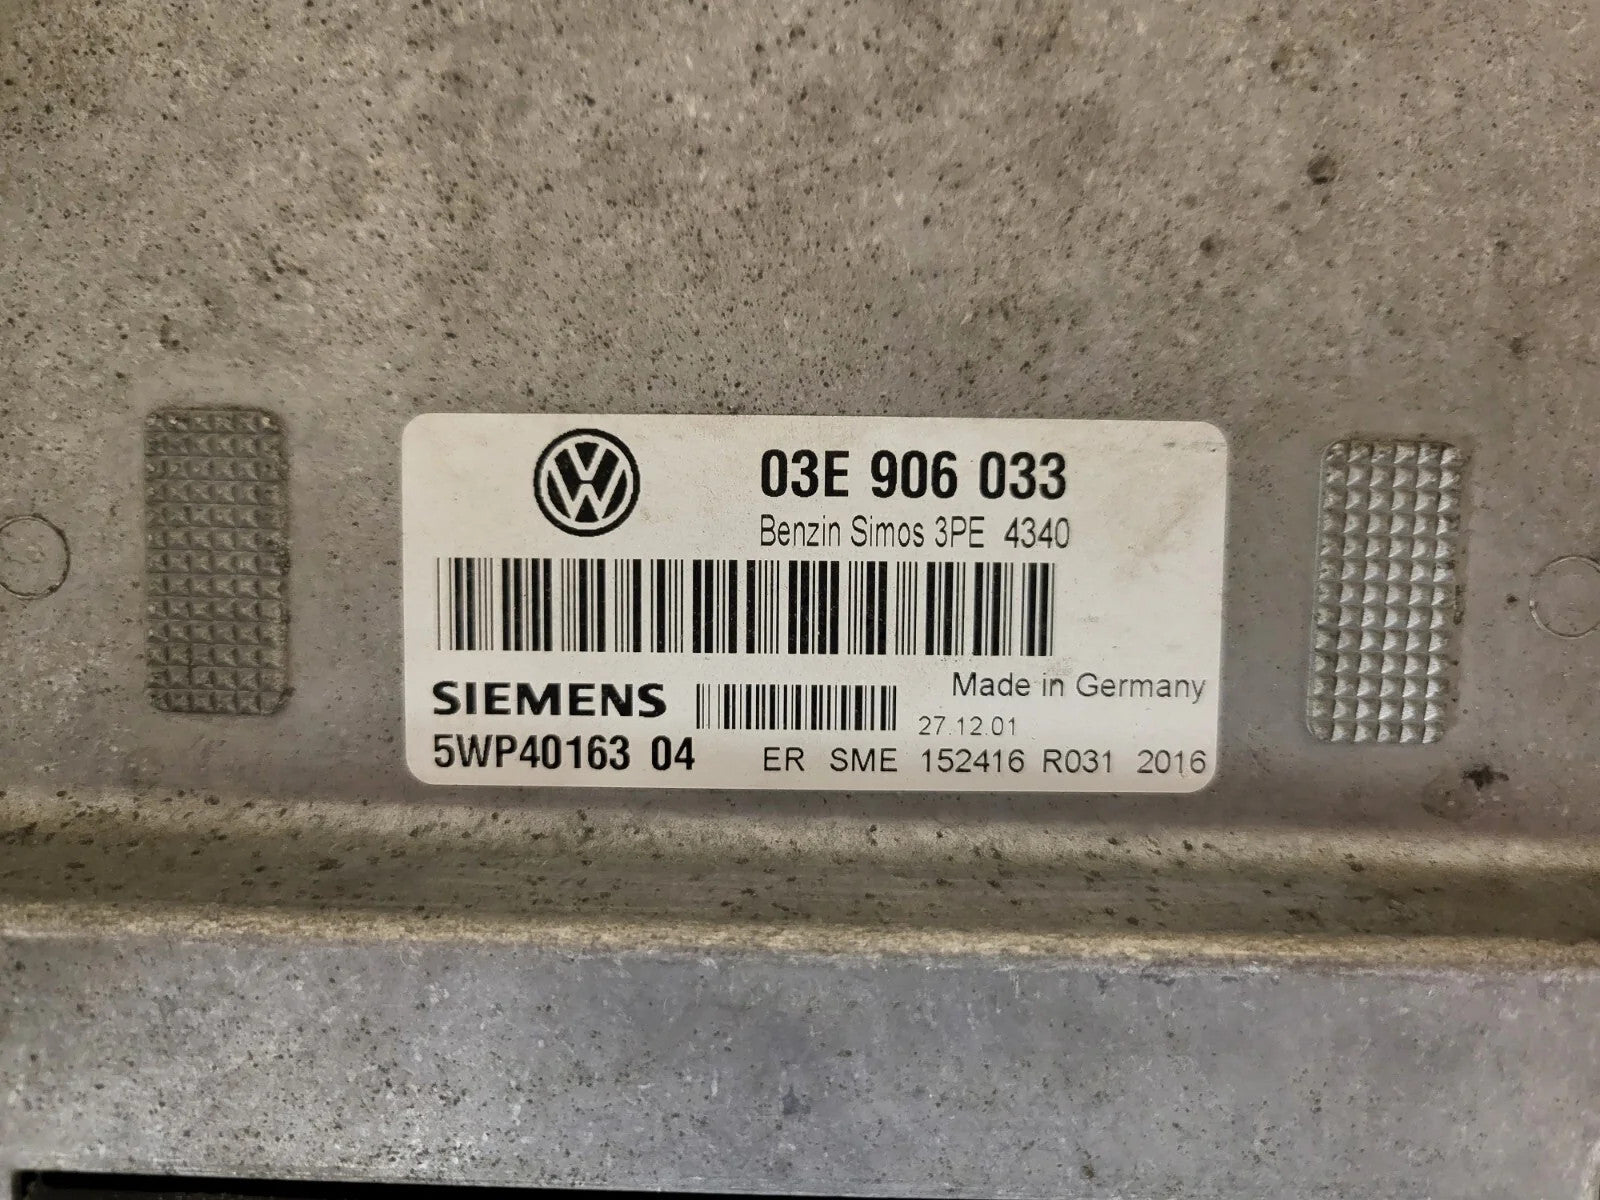 03E 906 033
Benzin Simos 3PE 4340
SIEMENS
Made in Germany
27.12.01
5WP40163 04
ER SME 152416 R031 2016